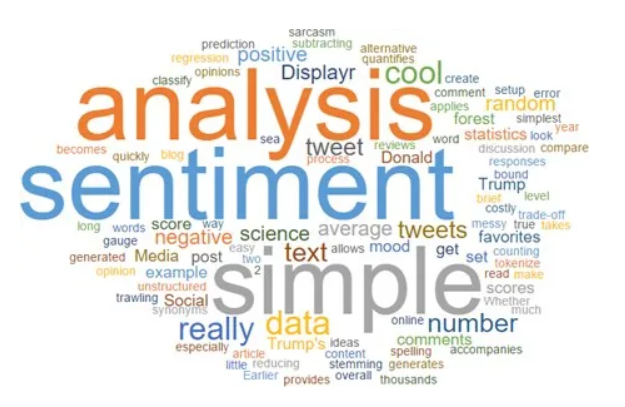 sarcasm
prediction subtracting
positive alternative
regression quantifies
opinions Displayr cool create
classify
analysis comment setup error
applies random
forest simplest
sea tweet reviews word statistics look year
becomes quickly blog process Donald discussion compare
sentiment responses
bound
Trump
brief level
costly
long words score way average tweets messy true takes trade-off
gauge negative science favorites
generated Media post easy text allows mood get set counting
two tokenize
opinion example 2 simple read make
unstructured scores
trawling Social Whether
synonyms much
really data online number
especially Trump's ideas comments
article content spelling accompanies
little reducing stemming generates
Earlier provides overall thousands